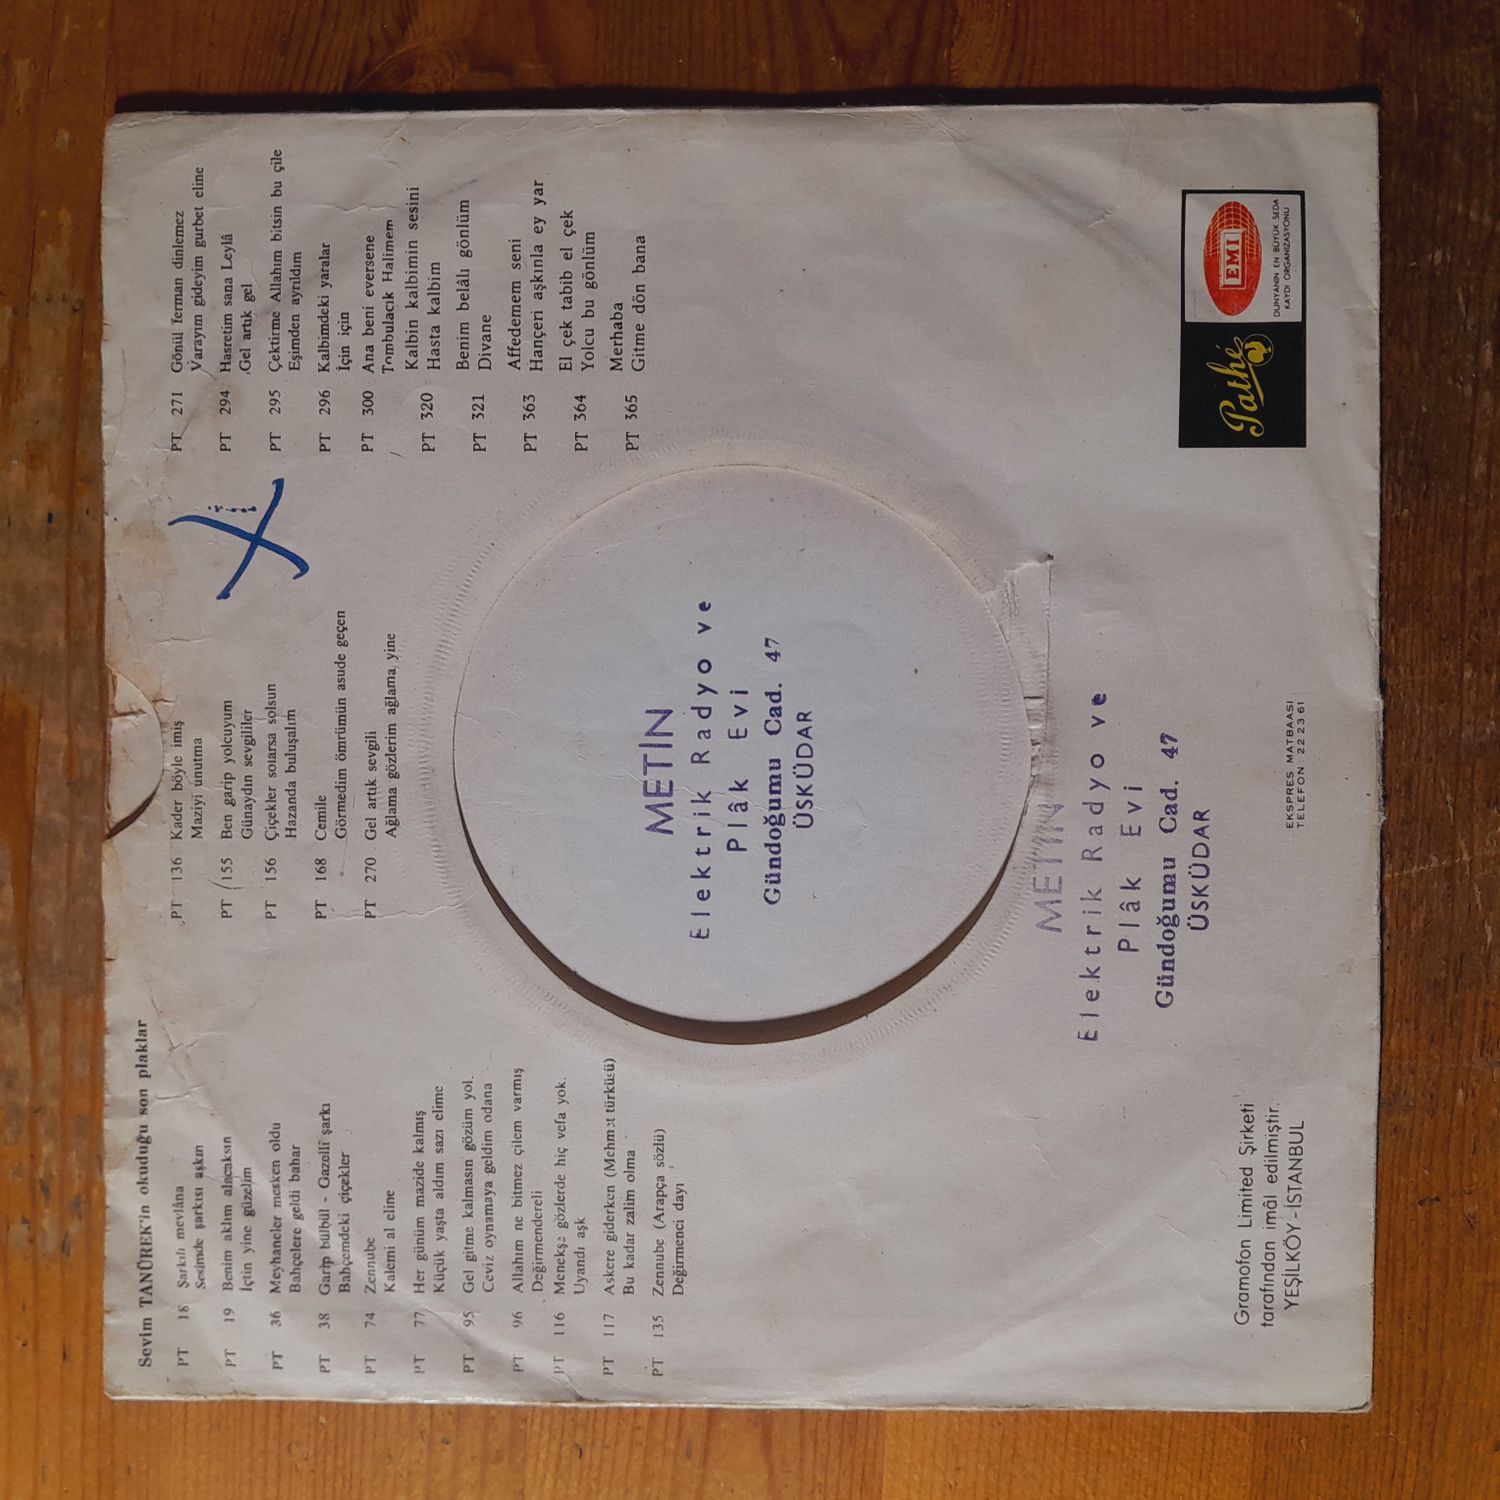 Sevim TANÜREK'in okuduğu son plaklar
PT 18 Şarkılı mevlâna
Sesimde şarkısı aşkın
PT 19 Benim aklım alacaksın
İçtin yine güzelim
PT 36 Meyhaneler mesken oldu
Bahçelere geldi bahar
PT 38 Garip bülbül - Gazelli şarkı
Bahçemdeki çiçekler
PT 74 Zennube
Kalemi al eline
PT 77 Her günüm mazide kalmış
Küçük yaşta aldım sazı elime
PT 95 Gel gitme kalmasın gözüm yol.
Ceviz oynamaya geldim odana
PT 96 Allahım ne bitmez çilem varmış
Değirmendereli
PT 116 Menekşe gözlerde hiç vefa yok.
Uyandı aşk
PT 117 Askere giderken (Mehmet türküsü)
Bu kadar zalim olma
PT 135 Zennube (Arapça sözlü)
Değirmenci dayı
PT 136 Kader böyle imiş
Maziyi unutma
PT 155 Ben garip yolcuyum
Günaydın sevgililer
PT 156 Çiçekler solarsa solsun
Hazanda buluşalım
PT 168 Cemile
Görmedim ömrümün asude geçen
PT 270 Gel artık sevgili
Ağlama gözlerim ağlama yine
PT 271 Gönül ferman dinlemez
Varayım gideyim gurbet eline
PT 294 Hasretim sana Leylâ
Gel artık gel
PT 295 Çektirme Allahım bitsin bu çile
Eşimden ayrıldım
PT 296 Kalbimdeki yaralar
İçin için
PT 300 Ana beni eversene
Tombulacık Halimem
PT 320 Kalbin kalbimin sesini
Hasta kalbim
PT 321 Benim belâlı gönlüm
Divane
PT 363 Affedemem seni
Hançeri aşkınla ey yar
PT 364 El çek tabib el çek
Yolcu bu gönlüm
PT 365 Merhaba
Gitme dön bana
METİN
Elektrik Radyo ve
Plâk Evi
Gündoğumu Cad. 47
ÜSKÜDAR
METİN
Elektrik Radyo ve
Plâk Evi
Gündoğumu Cad. 47
ÜSKÜDAR
Gramofon Limited Şirketi
tarafından imâl edilmiştir.
YEŞİLKÖY-İSTANBUL
EKSPRES MATBAASI
TELEFON : 22 23 61
Pathé
EMI
DUNYANIN EN BÜYÜK SEDA
KAYDI ORGANIZASYONU